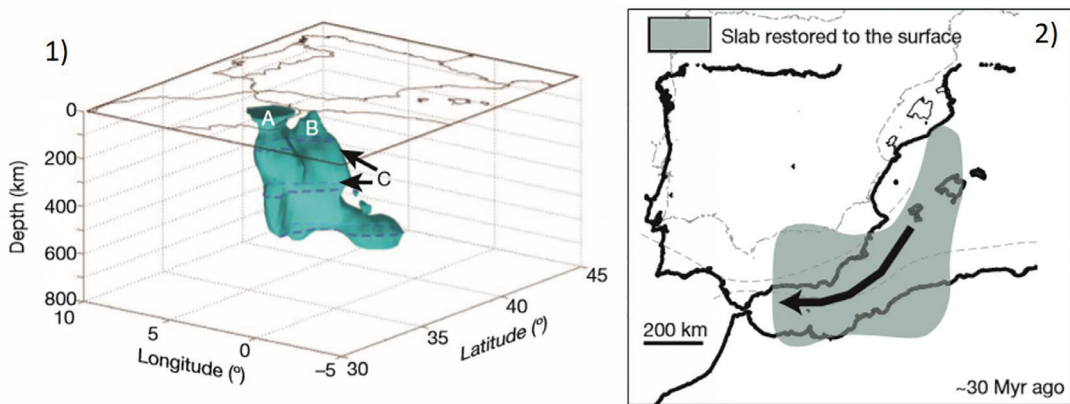 1)
A
B
C
0
200
400
600
800
Depth (km)
10
5
0
−5
Longitude (º)
30
35
40
45
Latitude (º)
Slab restored to the surface
2)
200 km
~30 Myr ago